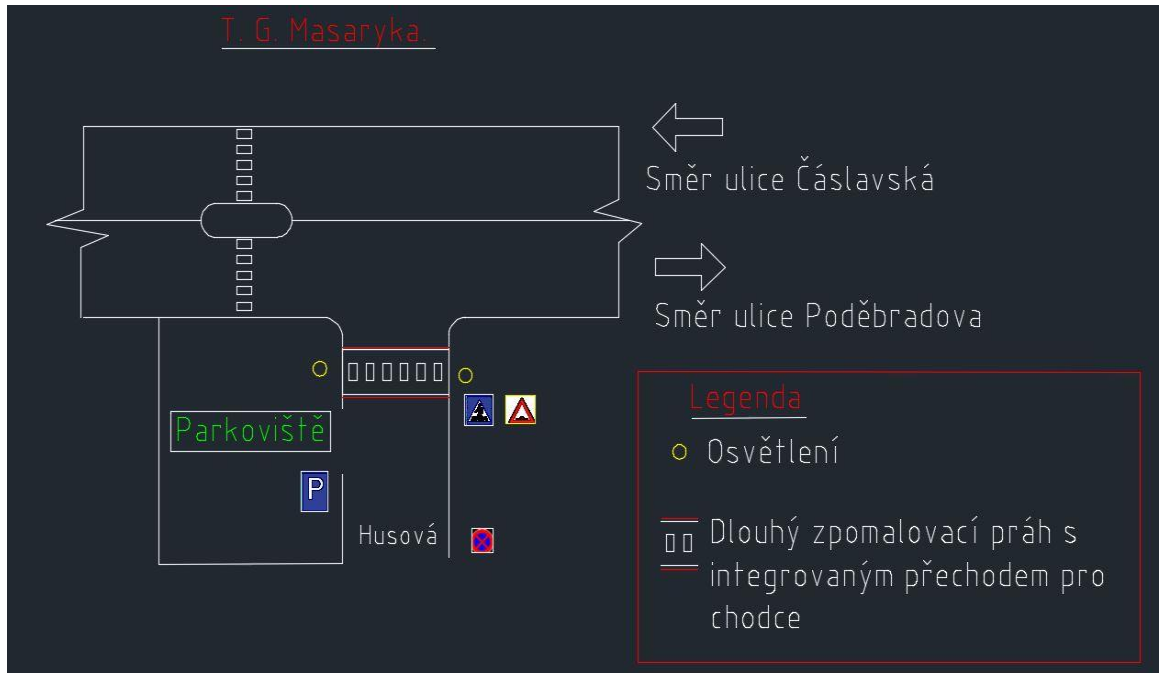 T. G. Masaryka.
Směr ulice Čáslavská
Směr ulice Poděbradova
Parkoviště
P
Husová
Legenda
Osvětlení
Dlouhý zpomalovací práh s
integrovaným přechodem pro
chodce